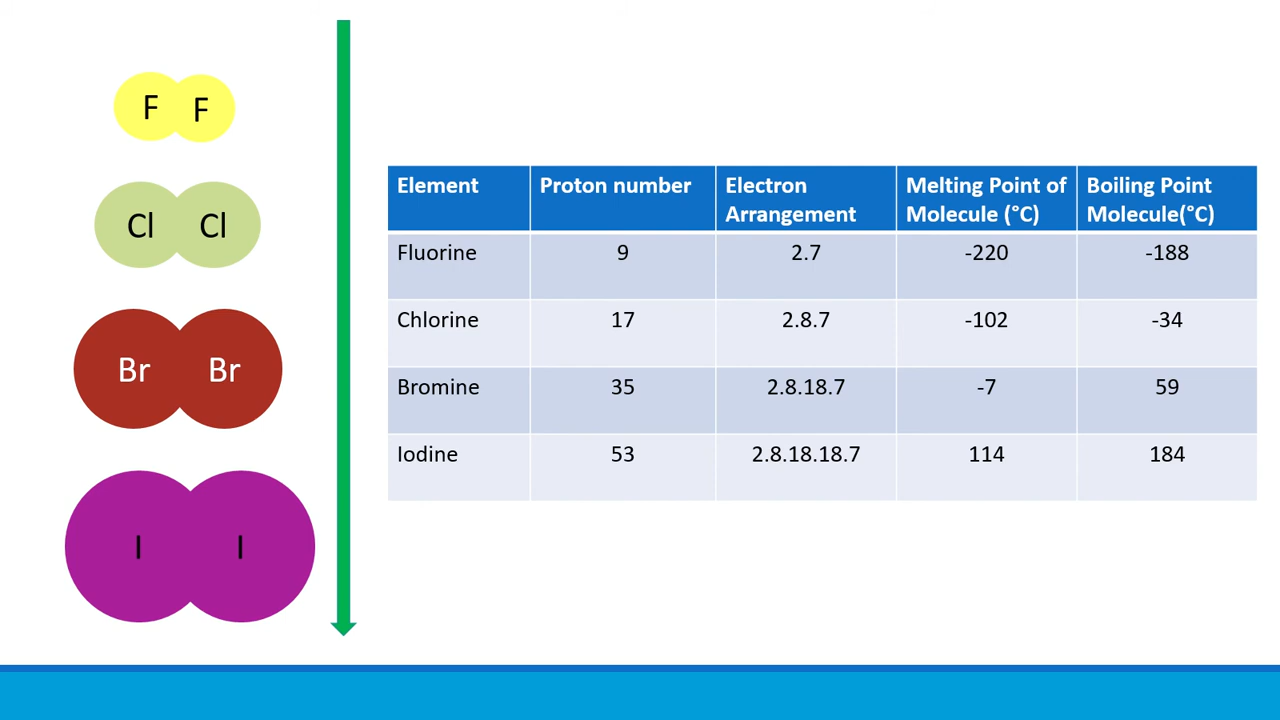 F F
Cl Cl
Br Br
I I
Element Proton number Electron Arrangement Melting Point of Molecule (°C) Boiling Point Molecule(°C)
Fluorine 9 2.7 -220 -188
Chlorine 17 2.8.7 -102 -34
Bromine 35 2.8.18.7 -7 59
Iodine 53 2.8.18.18.7 114 184